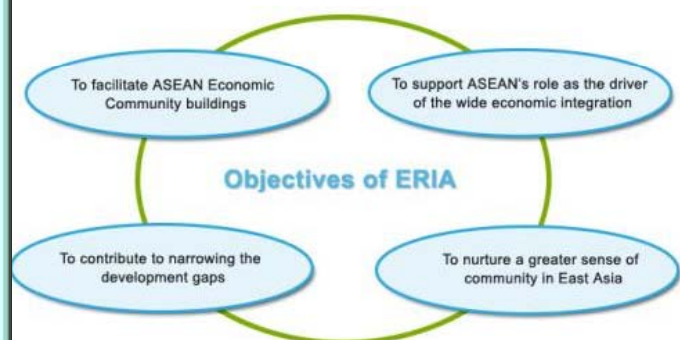 To facilitate ASEAN Economic
Community buildings
To support ASEAN's role as the driver
of the wide economic integration
Objectives of ERIA
To contribute to narrowing the
development gaps
To nurture a greater sense of
community in East Asia